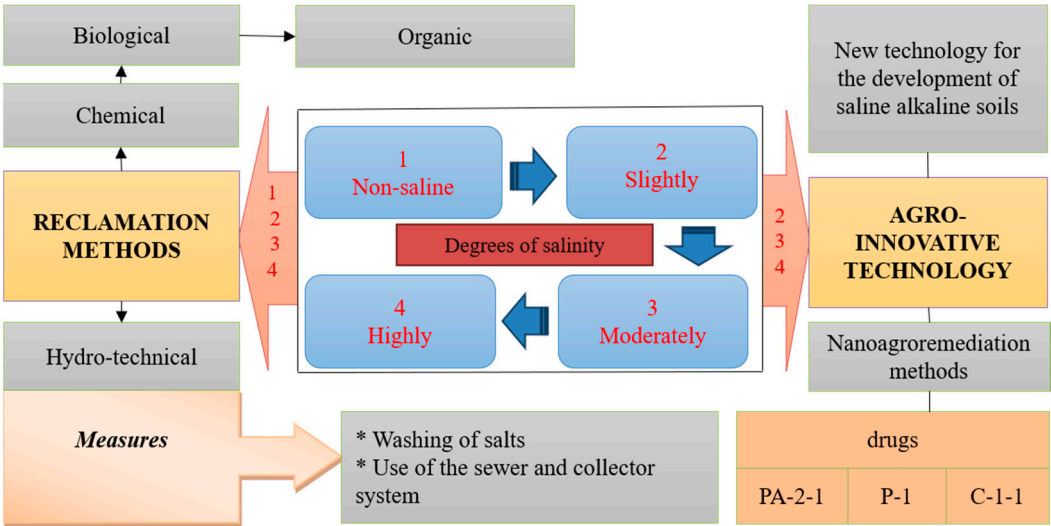 Biological
Organic
Chemical
RECLAMATION
METHODS
Hydro-technical
Measures
* Washing of salts
* Use of the sewer and collector
system
1
2
3
4
1
Non-saline
2
Slightly
Degrees of salinity
4
Highly
3
Moderately
2
3
4
New technology for
the development of
saline alkaline soils
AGRO-
INNOVATIVE
TECHNOLOGY
Nanoagroremediation
methods
drugs
PA-2-1
P-1
C-1-1